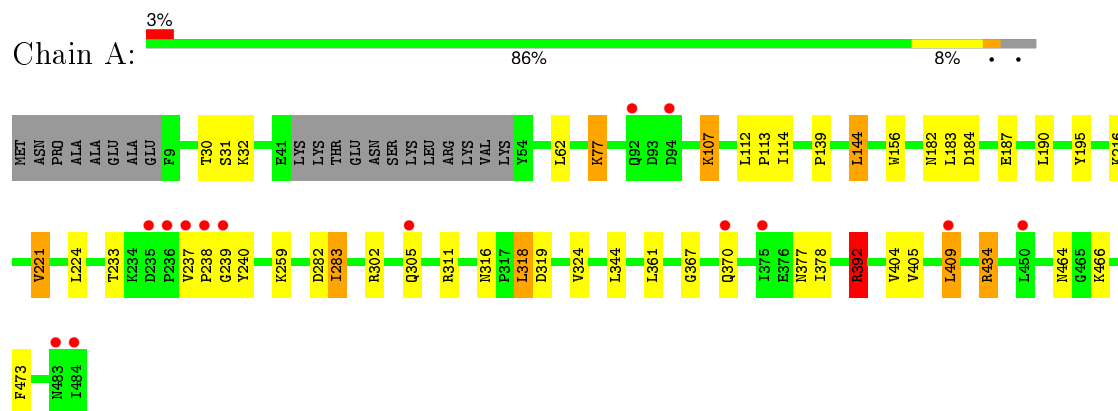 3%
Chain A:
86%
8%
MET ASN PRO ALA ALA GLU ALA GLU F9 T30 S31 K32 E41 LYS LYS THR GLU ASN SER LYS LEU ARG LYS VAL LYS Y54 L62 K77 Q92 D93 D94 K107 L112 P113 I114 P139 L144 W156 N182 L183 D184 E187 L190 Y195 K216
V221 L224 T233 K234 D235 P236 V237 P238 G239 Y240 K259 D282 I283 R302 Q305 R311 N316 P317 L318 D319 V324 L344 L361 G367 Q370 I375 E376 N377 I378 R392 V404 V405 L409 R434 L450 N464 G465 K466
F473 N483 I484